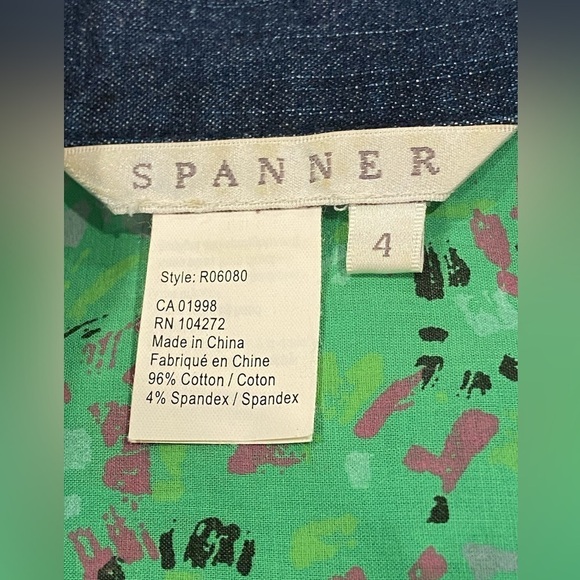 SPANNER
4
Style: R06080
CA 01998
RN 104272
Made in China
Fabriqué en Chine
96% Cotton / Coton
4% Spandex / Spandex